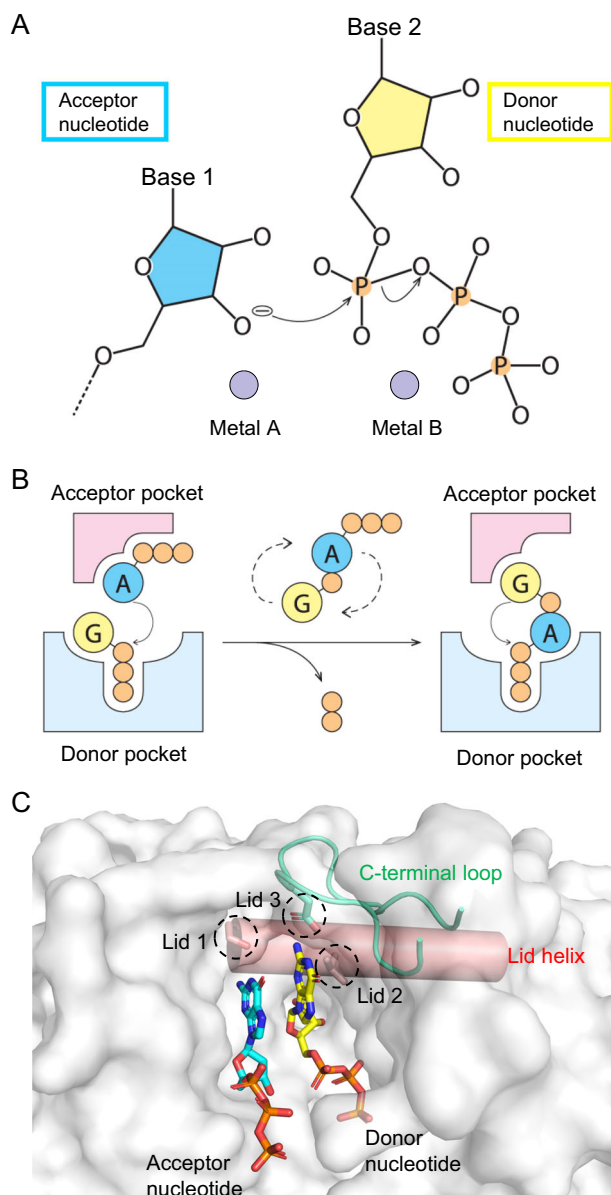 A
Base 2
Acceptor
nucleotide
Donor
nucleotide
Base 1
O
O
O
O
O
O
O
O
P
O
O
O
O
P
O
O
O
P
O
O
⊖
Metal A
Metal B
B
Acceptor pocket
Acceptor pocket
A
A
G
G
G
A
Donor pocket
Donor pocket
C
C-terminal loop
Lid 3
Lid 1
Lid helix
Lid 2
Acceptor
nucleotide
Donor
nucleotide